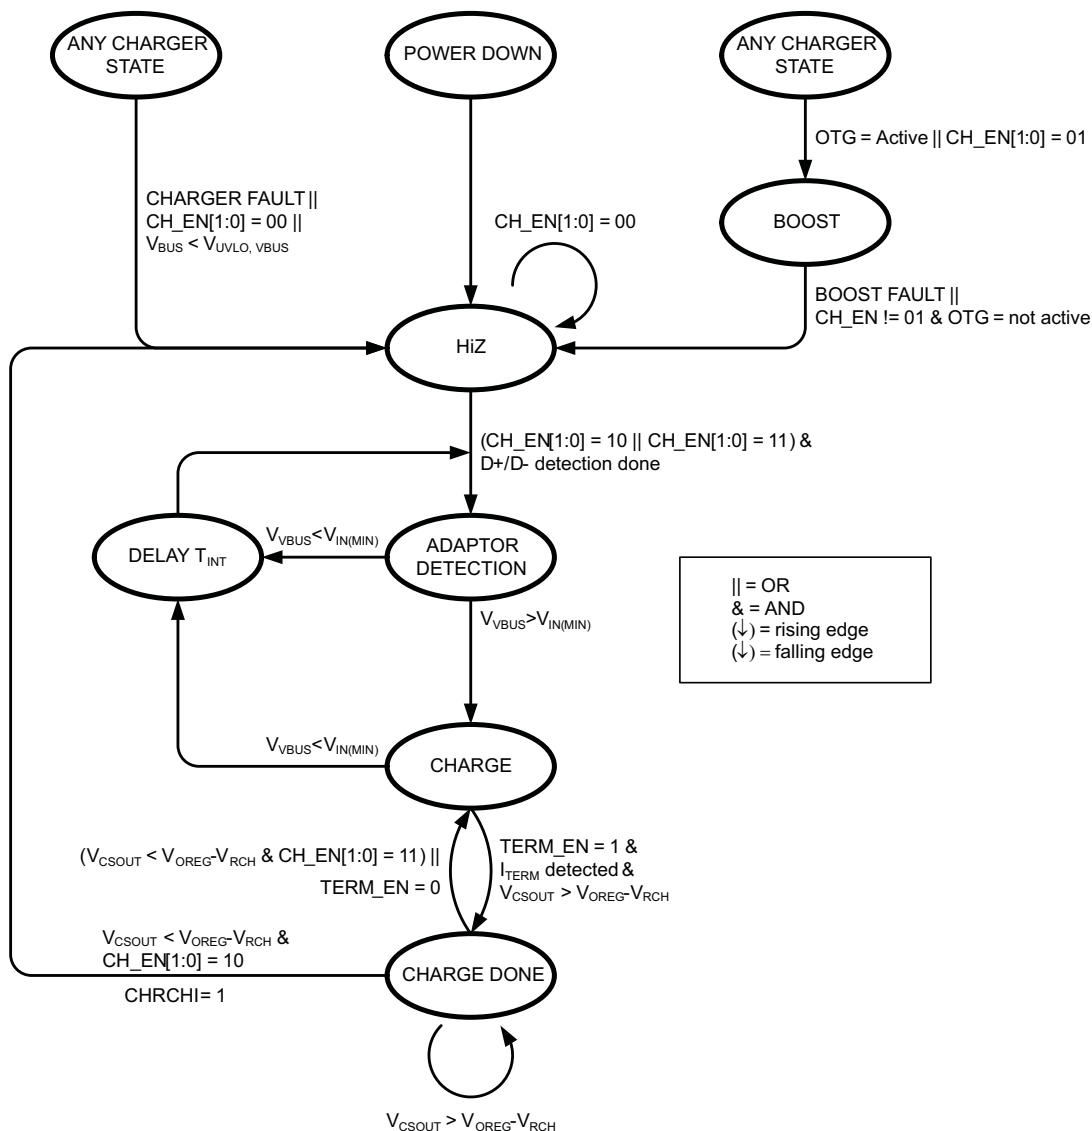 ANY CHARGER
STATE
POWER DOWN
ANY CHARGER
STATE
OTG = Active || CH_EN[1:0] = 01
CHARGER FAULT ||
CH_EN[1:0] = 00 ||
VBUS < VUVLO, VBUS
CH_EN[1:0] = 00
BOOST
BOOST FAULT ||
CH_EN != 01 & OTG = not active
HiZ
(CH_EN[1:0] = 10 || CH_EN[1:0] = 11) &
D+/D- detection done
DELAY TINT
VVBUS<VIN(MIN)
ADAPTOR
DETECTION
VVBUS>VIN(MIN)
|| = OR
& = AND
(↓) = rising edge
(↓) = falling edge
VVBUS<VIN(MIN)
CHARGE
(VCSOUT < VOREG-VRCH & CH_EN[1:0] = 11) ||
TERM_EN = 0
TERM_EN = 1 &
ITERM detected &
VCSOUT > VOREG-VRCH
VCSOUT < VOREG-VRCH &
CH_EN[1:0] = 10
CHRCHI= 1
CHARGE DONE
VCSOUT > VOREG-VRCH